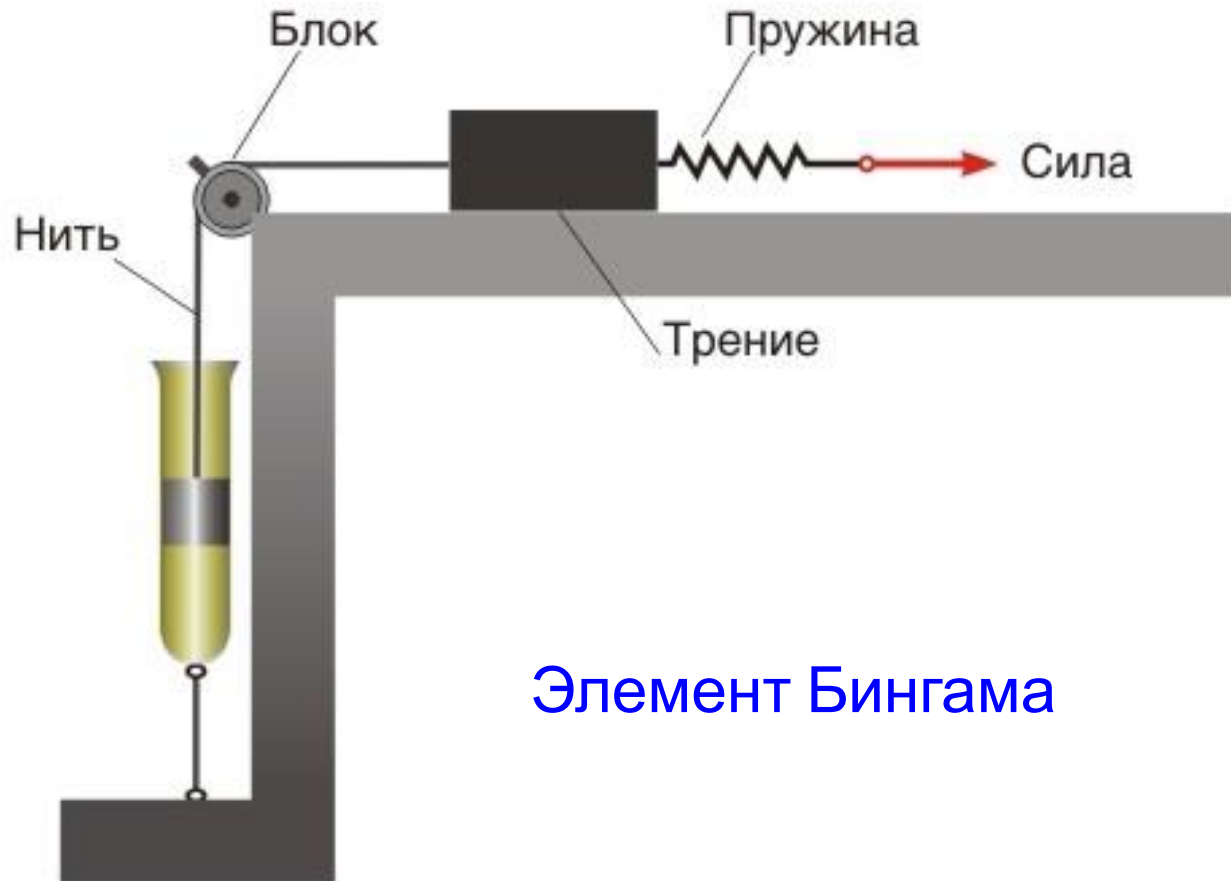 Блок
Пружина
Сила
Нить
Трение
Элемент Бингама